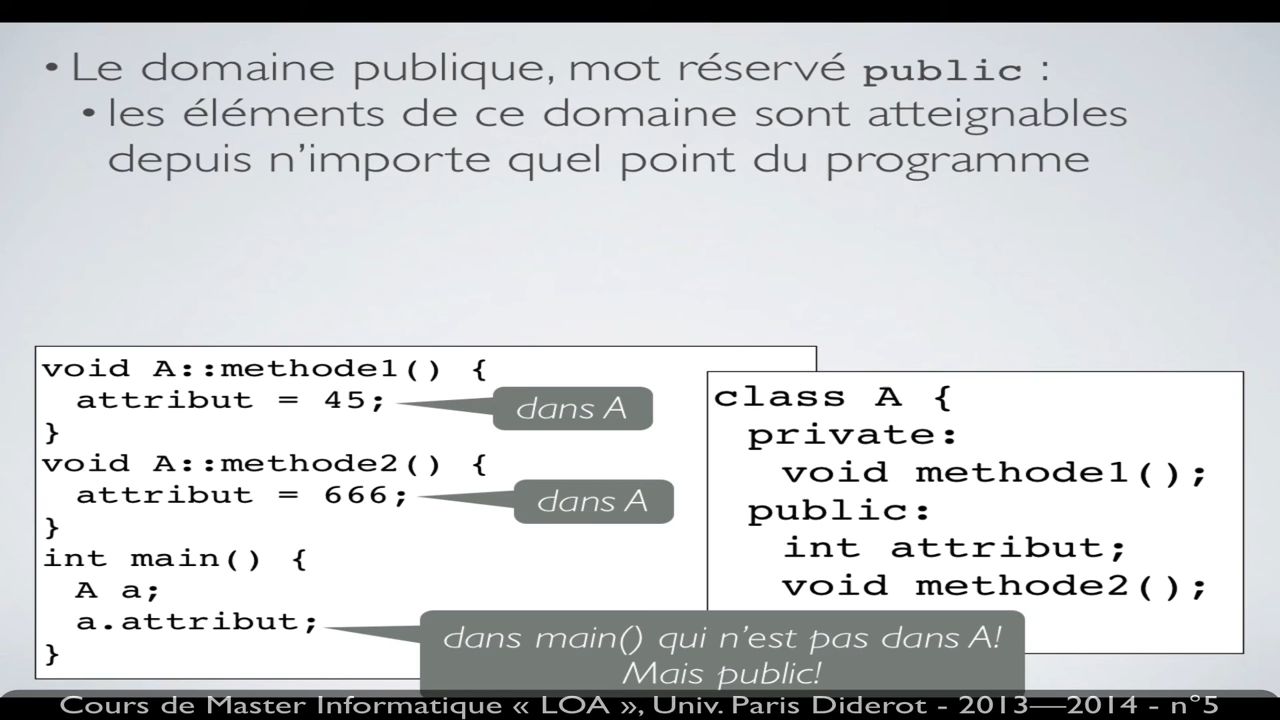 • Le domaine publique, mot réservé public :
• les éléments de ce domaine sont atteignables
depuis n'importe quel point du programme
void A::methode1() {
attribut = 45;
dans A
}
void A::methode2() {
attribut = 666;
dans A
}
int main() {
A a;
a.attribut;
dans main() qui n'est pas dans A!
Mais public!
}
class A {
private:
void methode1();
public:
int attribut;
void methode2();
Cours de Master Informatique « LOA », Univ. Paris Diderot - 2013—2014 - n°5